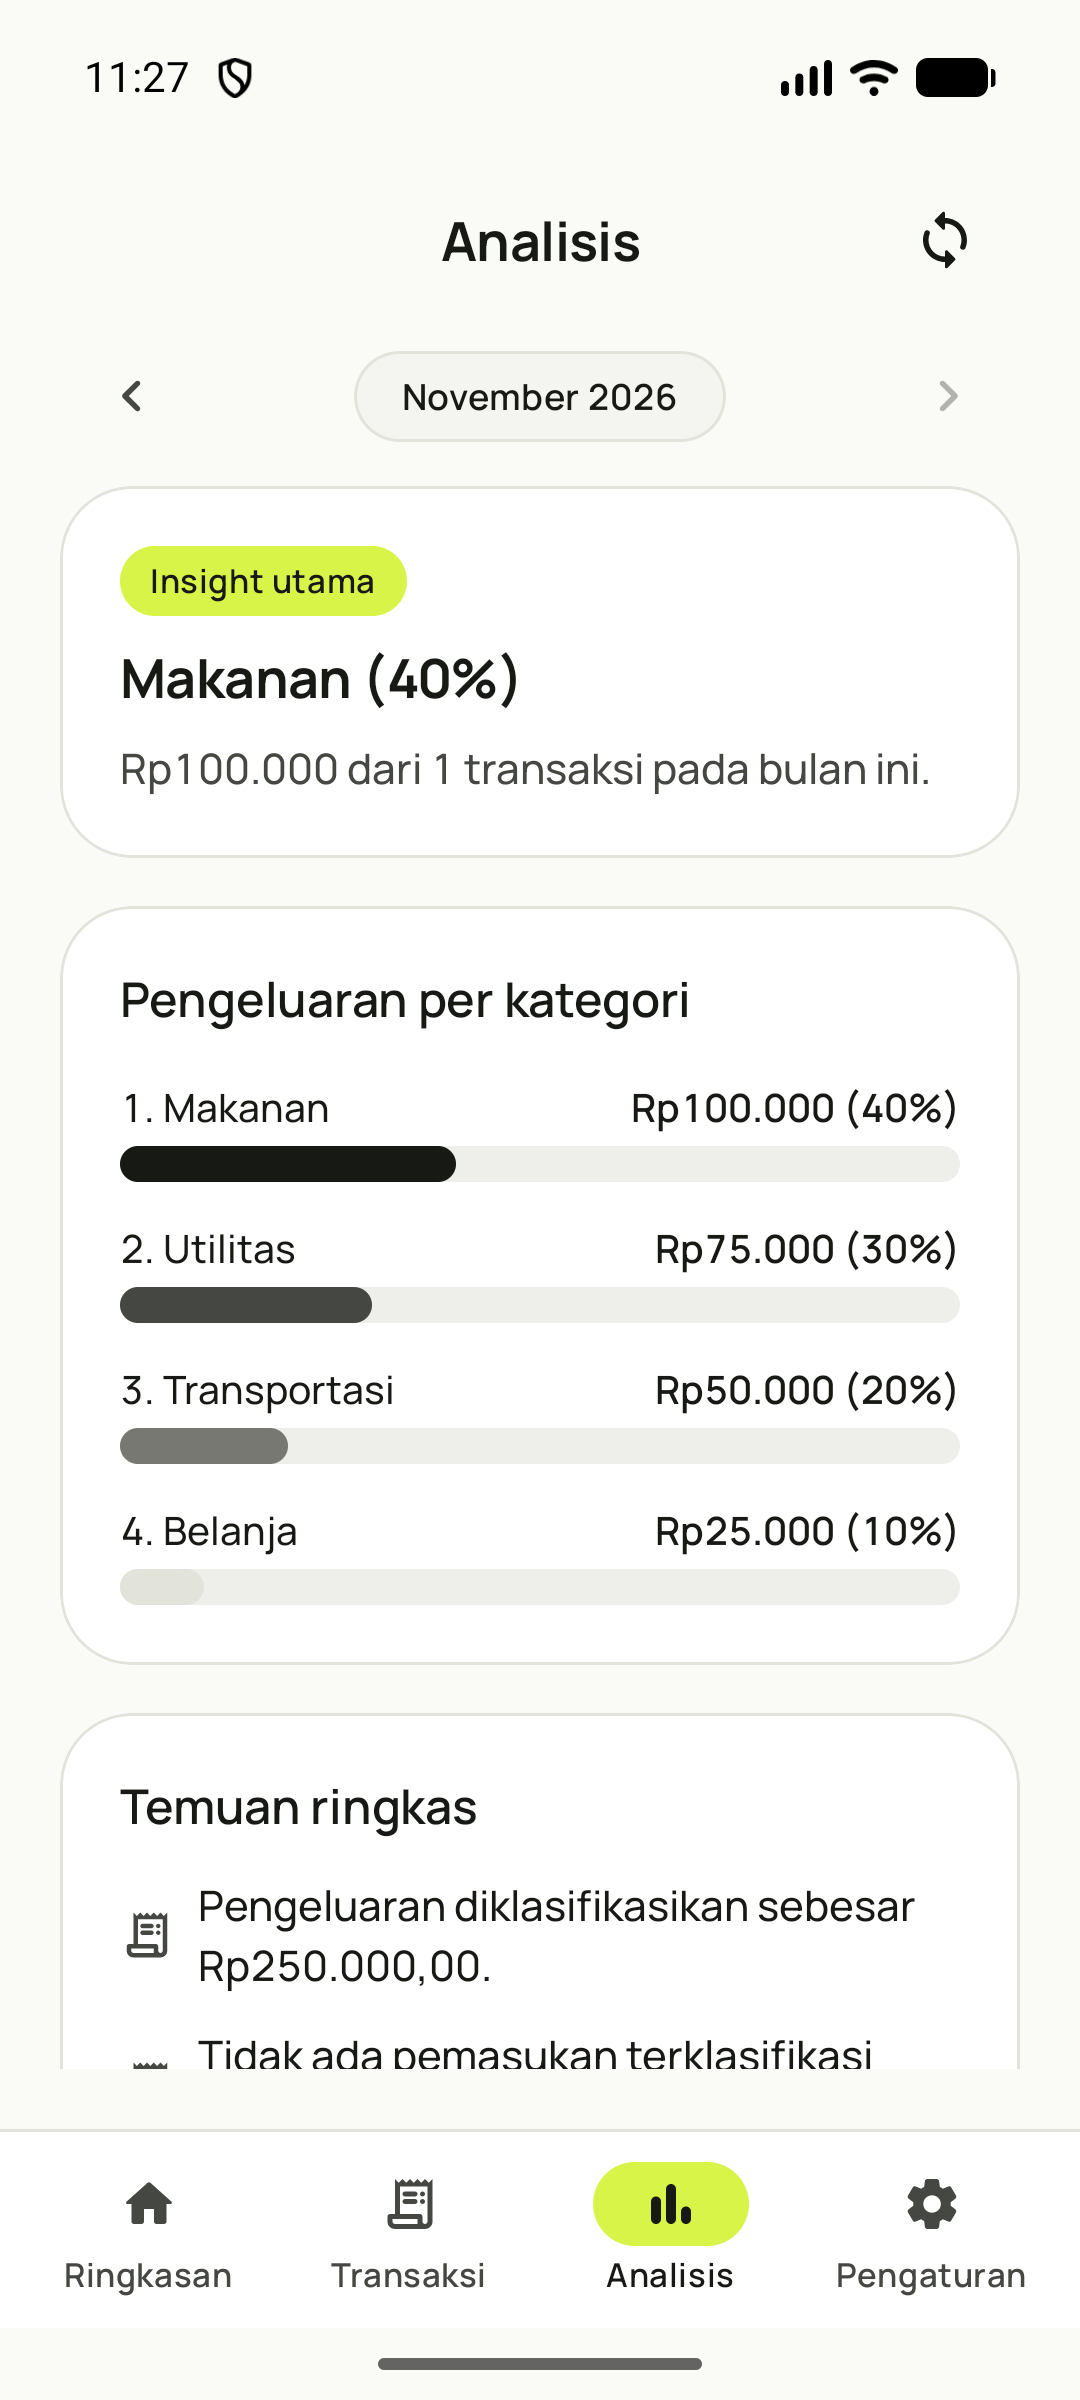 11:27
Analisis
November 2026
Insight utama
Makanan (40%)
Rp100.000 dari 1 transaksi pada bulan ini.
Pengeluaran per kategori
1. Makanan Rp100.000 (40%)
2. Utilitas Rp75.000 (30%)
3. Transportasi Rp50.000 (20%)
4. Belanja Rp25.000 (10%)
Temuan ringkas
Pengeluaran diklasifikasikan sebesar
Rp250.000,00.
Tidak ada pemasukan terklasifikasi
Ringkasan Transaksi Analisis Pengaturan